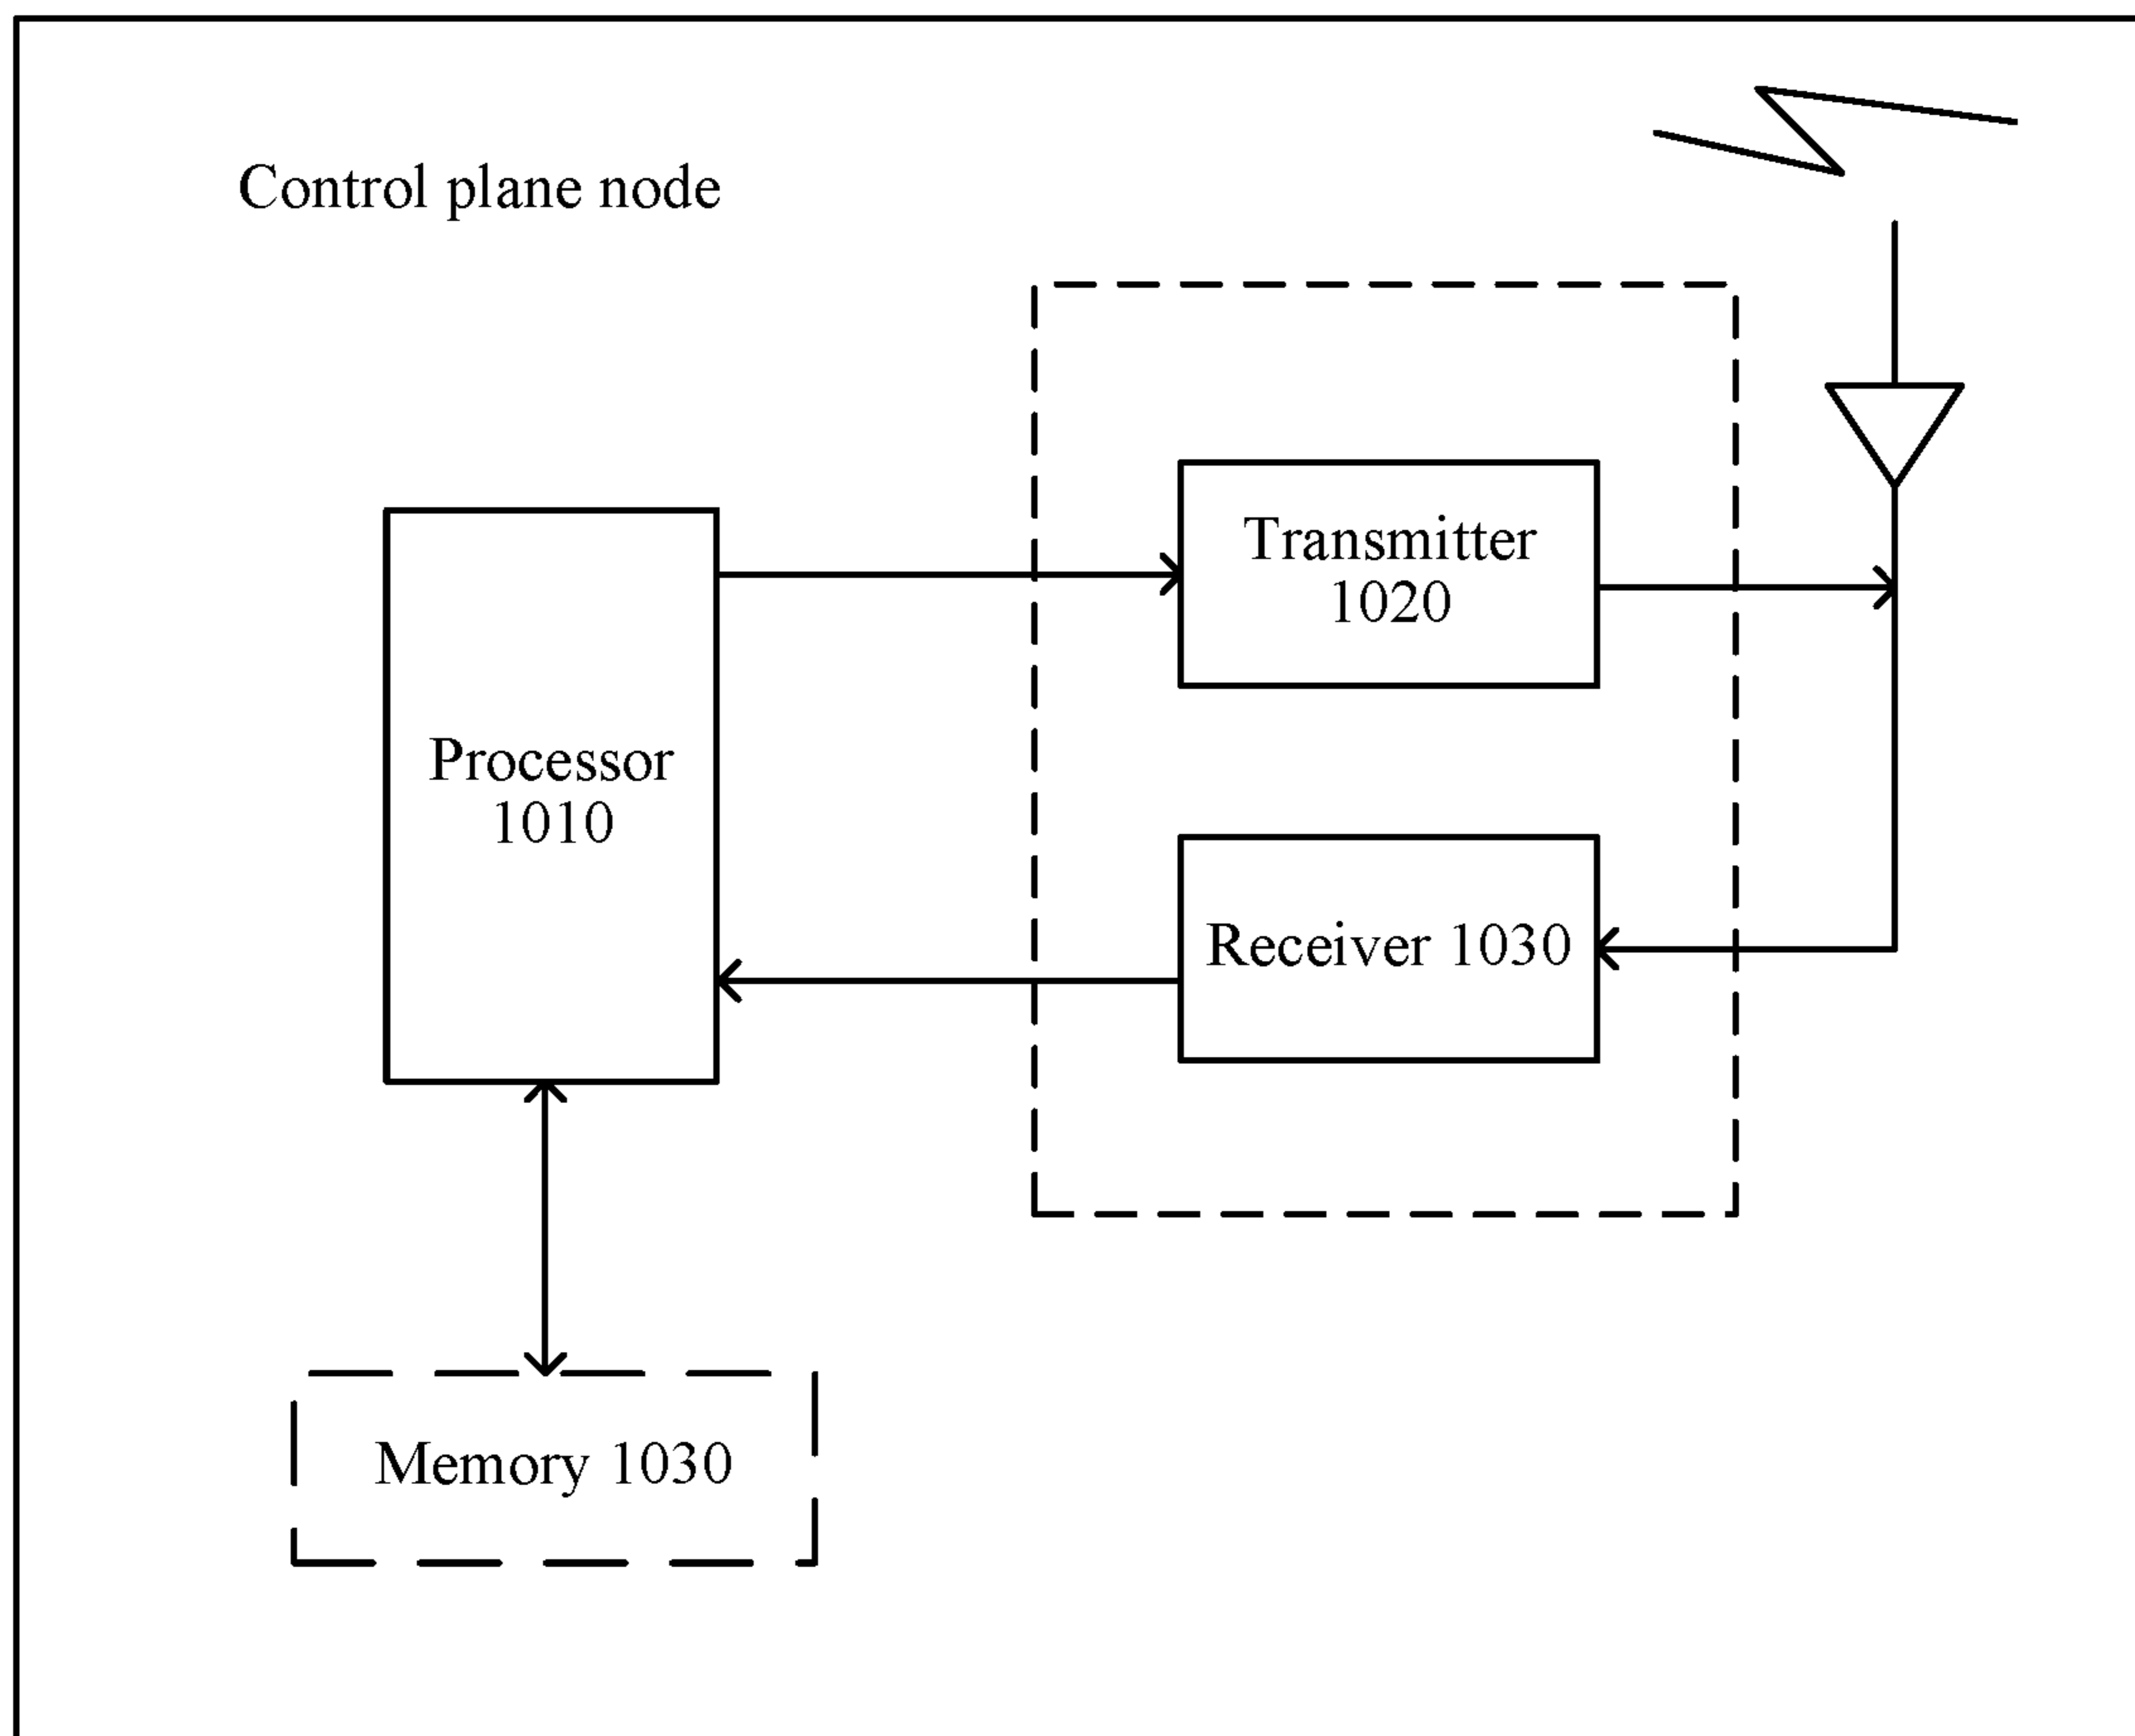 Control plane node
Transmitter
1020
Processor
1010
Receiver 1030
Memory 1030